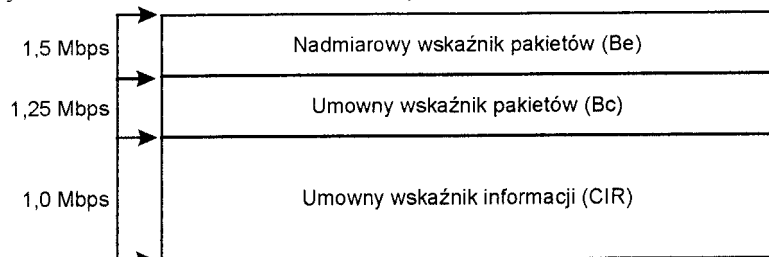 1,5 Mbps
Nadmiarowy wskaźnik pakietów (Be)
1,25 Mbps
Umowny wskaźnik pakietów (Bc)
1,0 Mbps
Umowny wskaźnik informacji (CIR)